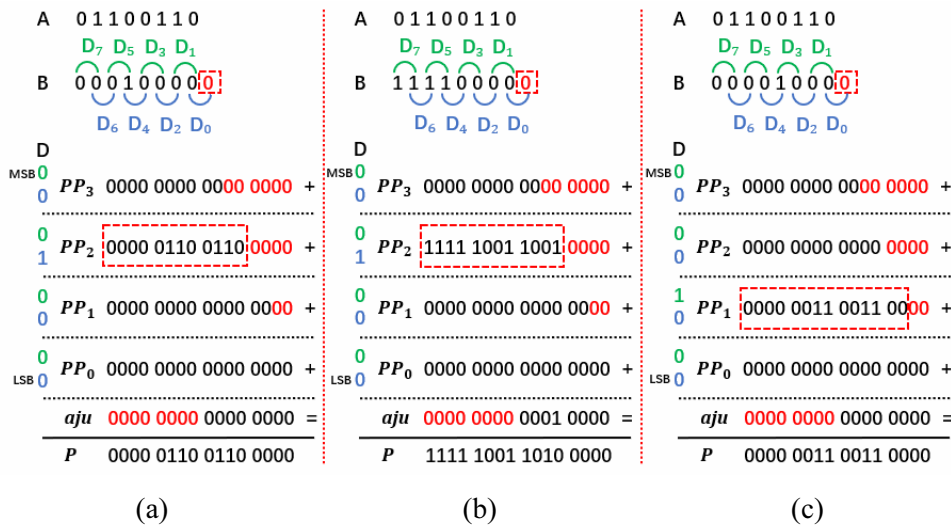 A 0 1 1 0 0 1 1 0
D₇ D₅ D₃ D₁
B 0 0 0 1 0 0 0 0 0
D₆ D₄ D₂ D₀
D
MSB 0
0 PP₃ 0000 0000 0000 0000 +
0
1 PP₂ 0000 0110 0110 0000 +
0
0 PP₁ 0000 0000 0000 0000 +
0
LSB 0 PP₀ 0000 0000 0000 0000 +
aju 0000 0000 0000 0000 =
P 0000 0110 0110 0000
(a)
A 0 1 1 0 0 1 1 0
D₇ D₅ D₃ D₁
B 1 1 1 1 0 0 0 0 0
D₆ D₄ D₂ D₀
D
MSB 0
0 PP₃ 0000 0000 0000 0000 +
0
1 PP₂ 1111 1001 1001 0000 +
0
0 PP₁ 0000 0000 0000 0000 +
0
LSB 0 PP₀ 0000 0000 0000 0000 +
aju 0000 0000 0001 0000 =
P 1111 1001 1010 0000
(b)
A 0 1 1 0 0 1 1 0
D₇ D₅ D₃ D₁
B 0 0 0 0 1 0 0 0 0
D₆ D₄ D₂ D₀
D
MSB 0
0 PP₃ 0000 0000 0000 0000 +
0
0 PP₂ 0000 0000 0000 0000 +
1
0 PP₁ 0000 0011 0011 0000 +
0
LSB 0 PP₀ 0000 0000 0000 0000 +
aju 0000 0000 0000 0000 =
P 0000 0011 0011 0000
(c)